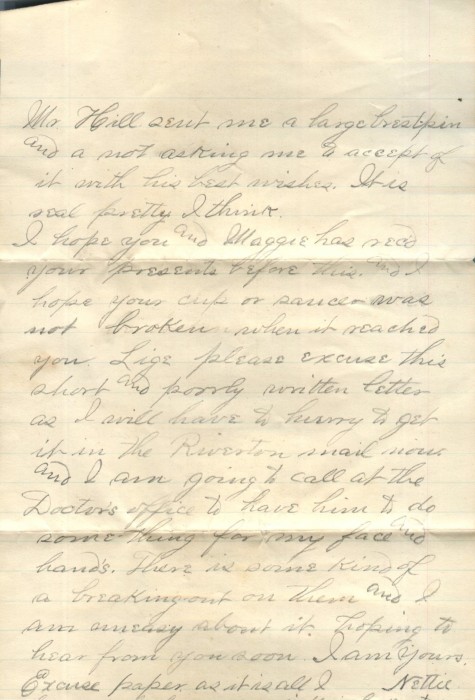 Mr Hill sent me a large brestpin
and a not asking me to accept of
it with his best wishes. It is
real pretty I think.
I hope you and Maggie has rec'd
your presents before this. and I
hope your cup or saucer was
not broken when it reached
you. Lige please excuse this
short and poorly written letter
as I will have to hurry to get
it in the Riverton mail now
and I am going to call at the
Doctor's office to have him to do
some thing for my face and
hands. There is some kind of
a breaking out on them and I
am uneasy about it. hoping to
hear from you soon. I am Yours.
Excuse paper as it is all I Nettie